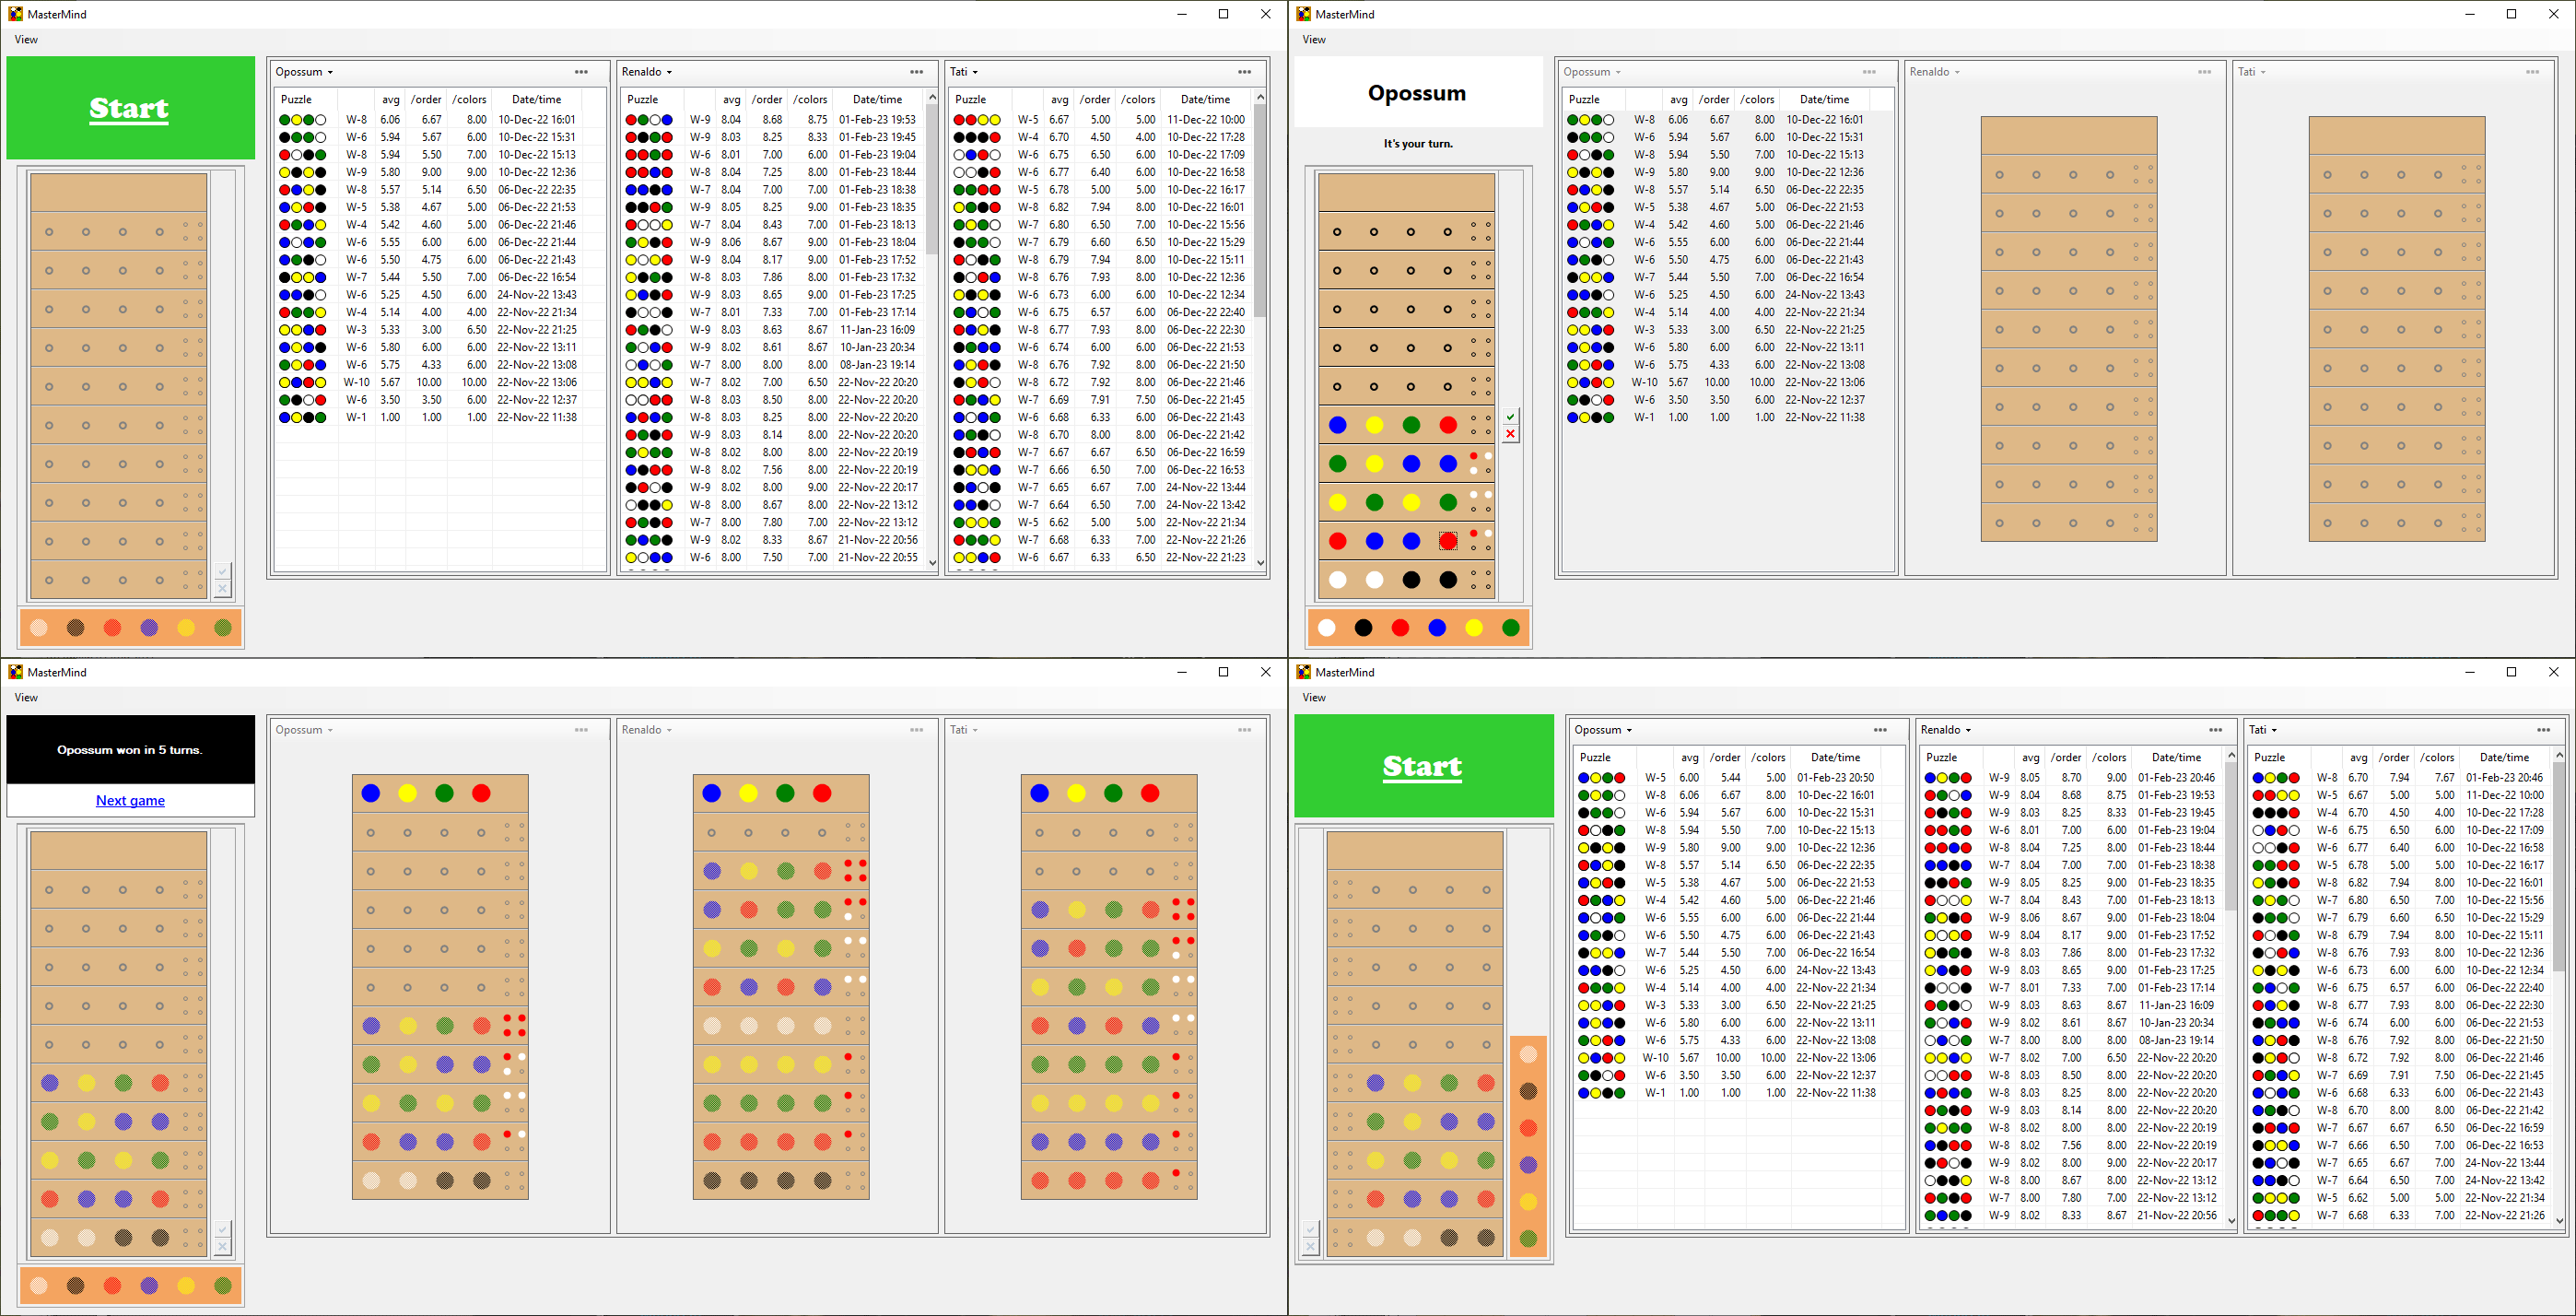 MasterMind
View
Start
Opossum
Puzzle avg /order /colors Date/time
W-8 6.06 6.67 8.00 10-Dec-22 16:01
W-6 5.94 5.67 6.00 10-Dec-22 15:31
W-8 5.94 5.50 7.00 10-Dec-22 15:13
W-9 5.80 9.00 9.00 10-Dec-22 12:36
W-8 5.57 5.14 6.50 06-Dec-22 22:35
W-5 5.38 4.67 5.00 06-Dec-22 21:53
W-4 5.42 4.60 5.00 06-Dec-22 21:46
W-6 5.55 6.00 6.00 06-Dec-22 21:44
W-6 5.50 4.75 6.00 06-Dec-22 21:43
W-7 5.44 5.50 7.00 06-Dec-22 16:54
W-6 5.25 4.50 6.00 24-Nov-22 13:43
W-4 5.14 4.00 4.00 22-Nov-22 21:34
W-3 5.33 3.00 6.50 22-Nov-22 21:25
W-6 5.80 6.00 6.00 22-Nov-22 13:11
W-6 5.75 4.33 6.00 22-Nov-22 13:08
W-10 5.67 10.00 10.00 22-Nov-22 13:06
W-6 3.50 3.50 6.00 22-Nov-22 12:37
W-1 1.00 1.00 1.00 22-Nov-22 11:38
Renaldo
Puzzle avg /order /colors Date/time
W-9 8.04 8.68 8.75 01-Feb-23 19:53
W-9 8.03 8.25 8.33 01-Feb-23 19:45
W-6 8.01 7.00 6.00 01-Feb-23 19:04
W-8 8.04 7.25 8.00 01-Feb-23 18:44
W-7 8.04 7.00 7.00 01-Feb-23 18:38
W-9 8.05 8.25 9.00 01-Feb-23 18:35
W-7 8.04 8.43 7.00 01-Feb-23 18:13
W-9 8.06 8.67 9.00 01-Feb-23 18:04
W-9 8.04 8.17 9.00 01-Feb-23 17:52
W-8 8.03 7.86 8.00 01-Feb-23 17:32
W-9 8.03 8.65 9.00 01-Feb-23 17:25
W-7 8.01 7.33 7.00 01-Feb-23 17:14
W-9 8.03 8.63 8.67 11-Jan-23 16:09
W-9 8.02 8.61 8.67 10-Jan-23 20:34
W-7 8.00 8.00 8.00 08-Jan-23 19:14
W-7 8.02 7.00 6.50 22-Nov-22 20:20
W-8 8.03 8.50 8.00 22-Nov-22 20:20
W-8 8.03 8.25 8.00 22-Nov-22 20:20
W-9 8.03 8.14 8.00 22-Nov-22 20:20
W-8 8.02 8.00 8.00 22-Nov-22 20:19
W-8 8.02 7.56 8.00 22-Nov-22 20:19
W-9 8.02 8.00 9.00 22-Nov-22 20:17
W-8 8.00 8.67 8.00 22-Nov-22 13:12
W-7 8.00 7.80 7.00 22-Nov-22 13:12
W-9 8.02 8.33 8.67 21-Nov-22 20:56
W-6 8.00 7.50 7.00 21-Nov-22 20:55
Tati
Puzzle avg /order /colors Date/time
W-5 6.67 5.00 5.00 11-Dec-22 10:00
W-4 6.70 4.50 4.00 10-Dec-22 17:28
W-6 6.75 6.50 6.00 10-Dec-22 17:09
W-6 6.77 6.40 6.00 10-Dec-22 16:58
W-5 6.78 5.00 5.00 10-Dec-22 16:17
W-8 6.82 7.94 8.00 10-Dec-22 16:01
W-7 6.80 6.50 7.00 10-Dec-22 15:56
W-7 6.79 6.60 6.50 10-Dec-22 15:29
W-8 6.79 7.94 8.00 10-Dec-22 15:11
W-8 6.76 7.93 8.00 10-Dec-22 12:36
W-6 6.73 6.00 6.00 10-Dec-22 12:34
W-6 6.75 6.57 6.00 06-Dec-22 22:40
W-8 6.77 7.93 8.00 06-Dec-22 22:30
W-6 6.74 6.00 6.00 06-Dec-22 21:53
W-8 6.76 7.92 8.00 06-Dec-22 21:50
W-8 6.72 7.92 8.00 06-Dec-22 21:46
W-7 6.69 7.91 7.50 06-Dec-22 21:45
W-6 6.68 6.33 6.00 06-Dec-22 21:43
W-8 6.70 8.00 8.00 06-Dec-22 21:42
W-7 6.67 6.67 6.50 06-Dec-22 16:59
W-7 6.66 6.50 7.00 06-Dec-22 16:53
W-7 6.65 6.67 7.00 24-Nov-22 13:44
W-7 6.64 6.50 7.00 24-Nov-22 13:42
W-5 6.62 5.00 5.00 22-Nov-22 21:34
W-7 6.68 6.33 7.00 22-Nov-22 21:26
W-6 6.67 6.33 6.50 22-Nov-22 21:23
MasterMind
View
Opossum
It's your turn.
Opossum
Puzzle avg /order /colors Date/time
W-8 6.06 6.67 8.00 10-Dec-22 16:01
W-6 5.94 5.67 6.00 10-Dec-22 15:31
W-8 5.94 5.50 7.00 10-Dec-22 15:13
W-9 5.80 9.00 9.00 10-Dec-22 12:36
W-8 5.57 5.14 6.50 06-Dec-22 22:35
W-5 5.38 4.67 5.00 06-Dec-22 21:53
W-4 5.42 4.60 5.00 06-Dec-22 21:46
W-6 5.55 6.00 6.00 06-Dec-22 21:44
W-6 5.50 4.75 6.00 06-Dec-22 21:43
W-7 5.44 5.50 7.00 06-Dec-22 16:54
W-6 5.25 4.50 6.00 24-Nov-22 13:43
W-4 5.14 4.00 4.00 22-Nov-22 21:34
W-3 5.33 3.00 6.50 22-Nov-22 21:25
W-6 5.80 6.00 6.00 22-Nov-22 13:11
W-6 5.75 4.33 6.00 22-Nov-22 13:08
W-10 5.67 10.00 10.00 22-Nov-22 13:06
W-6 3.50 3.50 6.00 22-Nov-22 12:37
W-1 1.00 1.00 1.00 22-Nov-22 11:38
Renaldo
Tati
MasterMind
View
Opossum won in 5 turns.
Next game
Opossum
Renaldo
Tati
MasterMind
View
Start
Opossum
Puzzle avg /order /colors Date/time
W-5 6.00 5.44 5.00 01-Feb-23 20:50
W-8 6.06 6.67 8.00 10-Dec-22 16:01
W-6 5.94 5.67 6.00 10-Dec-22 15:31
W-8 5.94 5.50 7.00 10-Dec-22 15:13
W-9 5.80 9.00 9.00 10-Dec-22 12:36
W-8 5.57 5.14 6.50 06-Dec-22 22:35
W-5 5.38 4.67 5.00 06-Dec-22 21:53
W-4 5.42 4.60 5.00 06-Dec-22 21:46
W-6 5.55 6.00 6.00 06-Dec-22 21:44
W-6 5.50 4.75 6.00 06-Dec-22 21:43
W-7 5.44 5.50 7.00 06-Dec-22 16:54
W-6 5.25 4.50 6.00 24-Nov-22 13:43
W-4 5.14 4.00 4.00 22-Nov-22 21:34
W-3 5.33 3.00 6.50 22-Nov-22 21:25
W-6 5.80 6.00 6.00 22-Nov-22 13:11
W-6 5.75 4.33 6.00 22-Nov-22 13:08
W-10 5.67 10.00 10.00 22-Nov-22 13:06
W-6 3.50 3.50 6.00 22-Nov-22 12:37
W-1 1.00 1.00 1.00 22-Nov-22 11:38
Renaldo
Puzzle avg /order /colors Date/time
W-9 8.05 8.70 9.00 01-Feb-23 20:46
W-9 8.04 8.68 8.75 01-Feb-23 19:53
W-9 8.03 8.25 8.33 01-Feb-23 19:45
W-6 8.01 7.00 6.00 01-Feb-23 19:04
W-8 8.04 7.25 8.00 01-Feb-23 18:44
W-7 8.04 7.00 7.00 01-Feb-23 18:38
W-9 8.05 8.25 9.00 01-Feb-23 18:35
W-7 8.04 8.43 7.00 01-Feb-23 18:13
W-9 8.06 8.67 9.00 01-Feb-23 18:04
W-9 8.04 8.17 9.00 01-Feb-23 17:52
W-8 8.03 7.86 8.00 01-Feb-23 17:32
W-9 8.03 8.65 9.00 01-Feb-23 17:25
W-7 8.01 7.33 7.00 01-Feb-23 17:14
W-9 8.03 8.63 8.67 11-Jan-23 16:09
W-9 8.02 8.61 8.67 10-Jan-23 20:34
W-7 8.00 8.00 8.00 08-Jan-23 19:14
W-7 8.02 7.00 6.50 22-Nov-22 20:20
W-8 8.03 8.50 8.00 22-Nov-22 20:20
W-8 8.03 8.25 8.00 22-Nov-22 20:20
W-9 8.03 8.14 8.00 22-Nov-22 20:20
W-8 8.02 8.00 8.00 22-Nov-22 20:19
W-8 8.02 7.56 8.00 22-Nov-22 20:19
W-9 8.02 8.00 9.00 22-Nov-22 20:17
W-8 8.00 8.67 8.00 22-Nov-22 13:12
W-7 8.00 7.80 7.00 22-Nov-22 13:12
W-9 8.02 8.33 8.67 21-Nov-22 20:56
Tati
Puzzle avg /order /colors Date/time
W-8 6.70 7.94 7.67 01-Feb-23 20:46
W-5 6.67 5.00 5.00 11-Dec-22 10:00
W-4 6.70 4.50 4.00 10-Dec-22 17:28
W-6 6.75 6.50 6.00 10-Dec-22 17:09
W-6 6.77 6.40 6.00 10-Dec-22 16:58
W-5 6.78 5.00 5.00 10-Dec-22 16:17
W-8 6.82 7.94 8.00 10-Dec-22 16:01
W-7 6.80 6.50 7.00 10-Dec-22 15:56
W-7 6.79 6.60 6.50 10-Dec-22 15:29
W-8 6.79 7.94 8.00 10-Dec-22 15:11
W-8 6.76 7.93 8.00 10-Dec-22 12:36
W-6 6.73 6.00 6.00 10-Dec-22 12:34
W-6 6.75 6.57 6.00 06-Dec-22 22:40
W-8 6.77 7.93 8.00 06-Dec-22 22:30
W-6 6.74 6.00 6.00 06-Dec-22 21:53
W-8 6.76 7.92 8.00 06-Dec-22 21:50
W-8 6.72 7.92 8.00 06-Dec-22 21:46
W-7 6.69 7.91 7.50 06-Dec-22 21:45
W-6 6.68 6.33 6.00 06-Dec-22 21:43
W-8 6.70 8.00 8.00 06-Dec-22 21:42
W-7 6.67 6.67 6.50 06-Dec-22 16:59
W-7 6.66 6.50 7.00 06-Dec-22 16:53
W-7 6.65 6.67 7.00 24-Nov-22 13:44
W-7 6.64 6.50 7.00 24-Nov-22 13:42
W-5 6.62 5.00 5.00 22-Nov-22 21:34
W-7 6.68 6.33 7.00 22-Nov-22 21:26